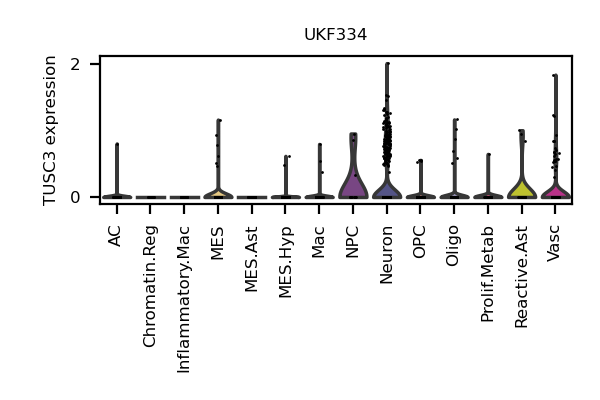 UKF334
TUSC3 expression
2
0
AC
Chromatin.Reg
Inflammatory.Mac
MES
MES.Ast
MES.Hyp
Mac
NPC
Neuron
OPC
Oligo
Prolif.Metab
Reactive.Ast
Vasc